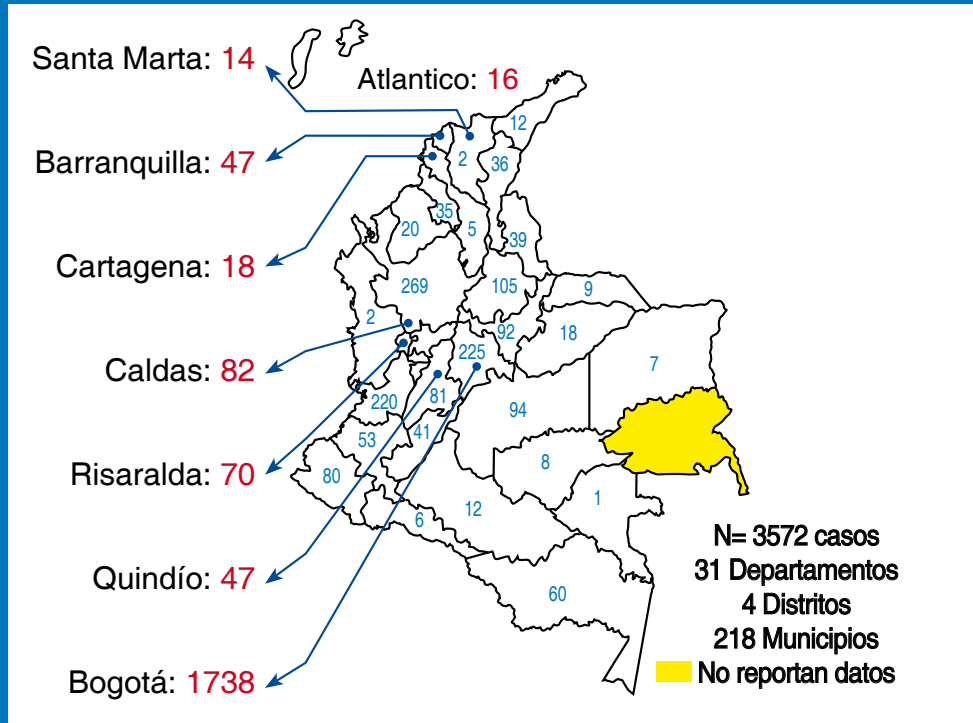 Santa Marta: 14
Atlantico: 16
Barranquilla: 47
Cartagena: 18
Caldas: 82
Risaralda: 70
Quindío: 47
Bogotá: 1738
12
2
36
35
20
5
39
269
105
9
2
92
18
225
7
220
81
94
53
41
80
8
1
12
6
60
N= 3572 casos
31 Departamentos
4 Distritos
218 Municipios
No reportan datos